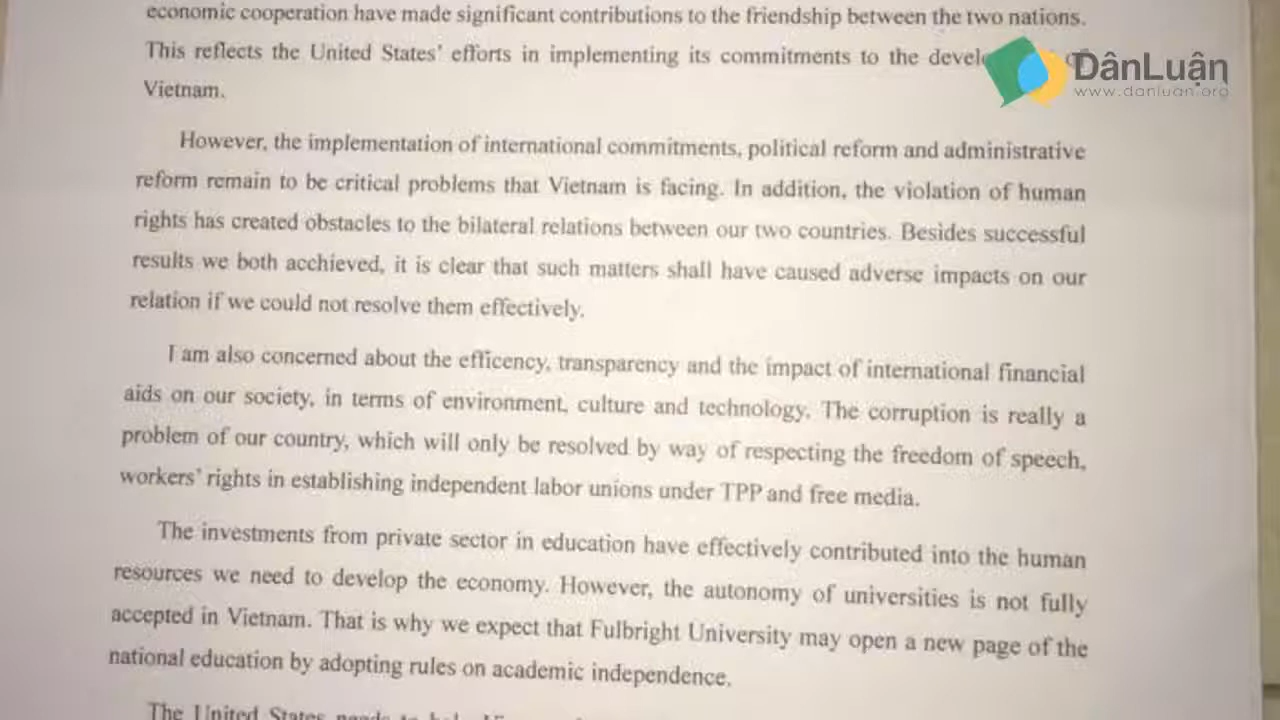 economic cooperation have made significant contributions to the friendship between the two nations.
This reflects the United States' efforts in implementing its commitments to the
Vietnam.
DânLuận
www.danluan.org
However, the implementation of international commitments, political reform and administrative
reform remain to be critical problems that Vietnam is facing. In addition, the violation of human
rights has created obstacles to the bilateral relations between our two countries. Besides successful
results we both acchieved, it is clear that such matters shall have caused adverse impacts on our
relation if we could not resolve them effectively.
I am also concerned about the efficency, transparency and the impact of international financial
aids on our society, in terms of environment, culture and technology. The corruption is really a
problem of our country, which will only be resolved by way of respecting the freedom of speech,
workers' rights in establishing independent labor unions under TPP and free media.
The investments from private sector in education have effectively contributed into the human
resources we need to develop the economy. However, the autonomy of universities is not fully
accepted in Vietnam. That is why we expect that Fulbright University may open a new page of the
national education by adopting rules on academic independence.
The United States needs to